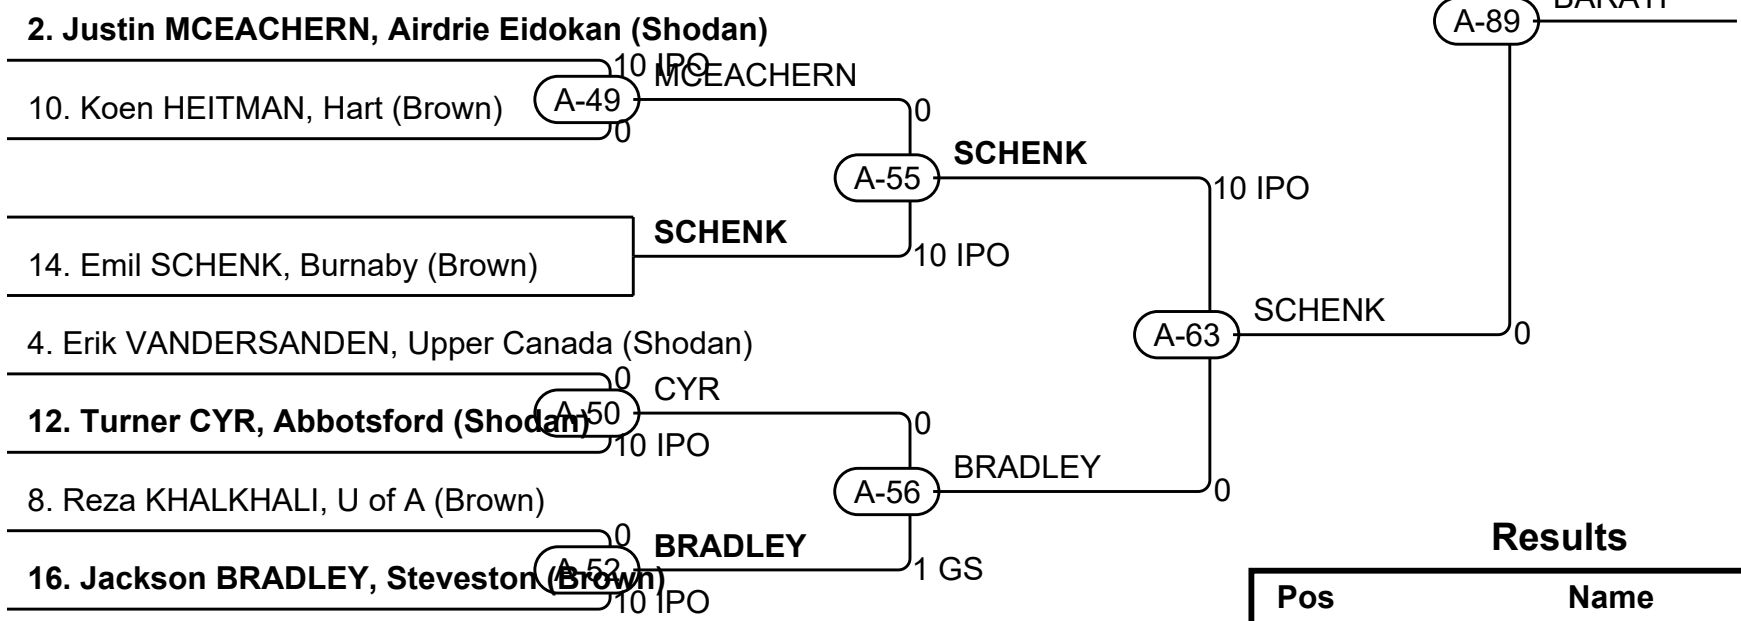 BARATI
2. Justin MCEACHERN, Airdrie Eidokan (Shodan)
A-89
10 IPO
MCEACHERN
10. Koen HEITMAN, Hart (Brown)
A-49
0
0
SCHENK
A-55
10 IPO
SCHENK
14. Emil SCHENK, Burnaby (Brown)
10 IPO
SCHENK
4. Erik VANDERSANDEN, Upper Canada (Shodan)
A-63
0
0
CYR
12. Turner CYR, Abbotsford (Shodan)
A-50
0
10 IPO
BRADLEY
8. Reza KHALKHALI, U of A (Brown)
A-56
0
0
BRADLEY
Results
16. Jackson BRADLEY, Steveston (Brown)
A-52
1 GS
10 IPO
Pos
Name